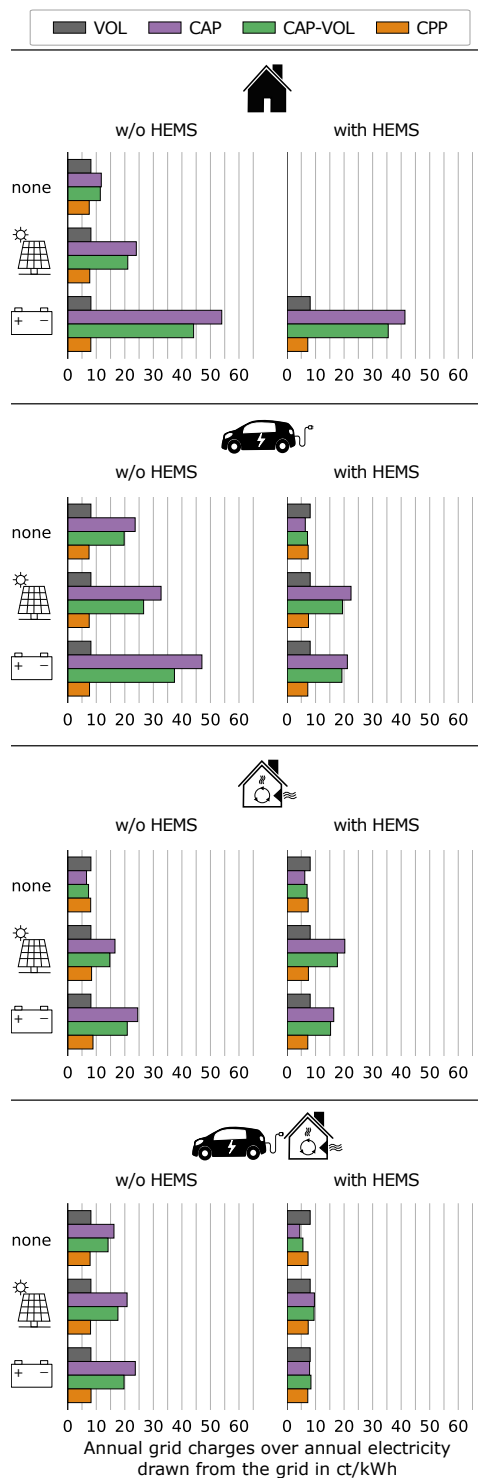 VOL CAP CAP-VOL CPP
w/o HEMS with HEMS
none
+ −
0 10 20 30 40 50 60 0 10 20 30 40 50 60
w/o HEMS with HEMS
none
+ −
0 10 20 30 40 50 60 0 10 20 30 40 50 60
w/o HEMS with HEMS
none
+ −
0 10 20 30 40 50 60 0 10 20 30 40 50 60
w/o HEMS with HEMS
none
+ −
0 10 20 30 40 50 60 0 10 20 30 40 50 60
Annual grid charges over annual electricity
drawn from the grid in ct/kWh